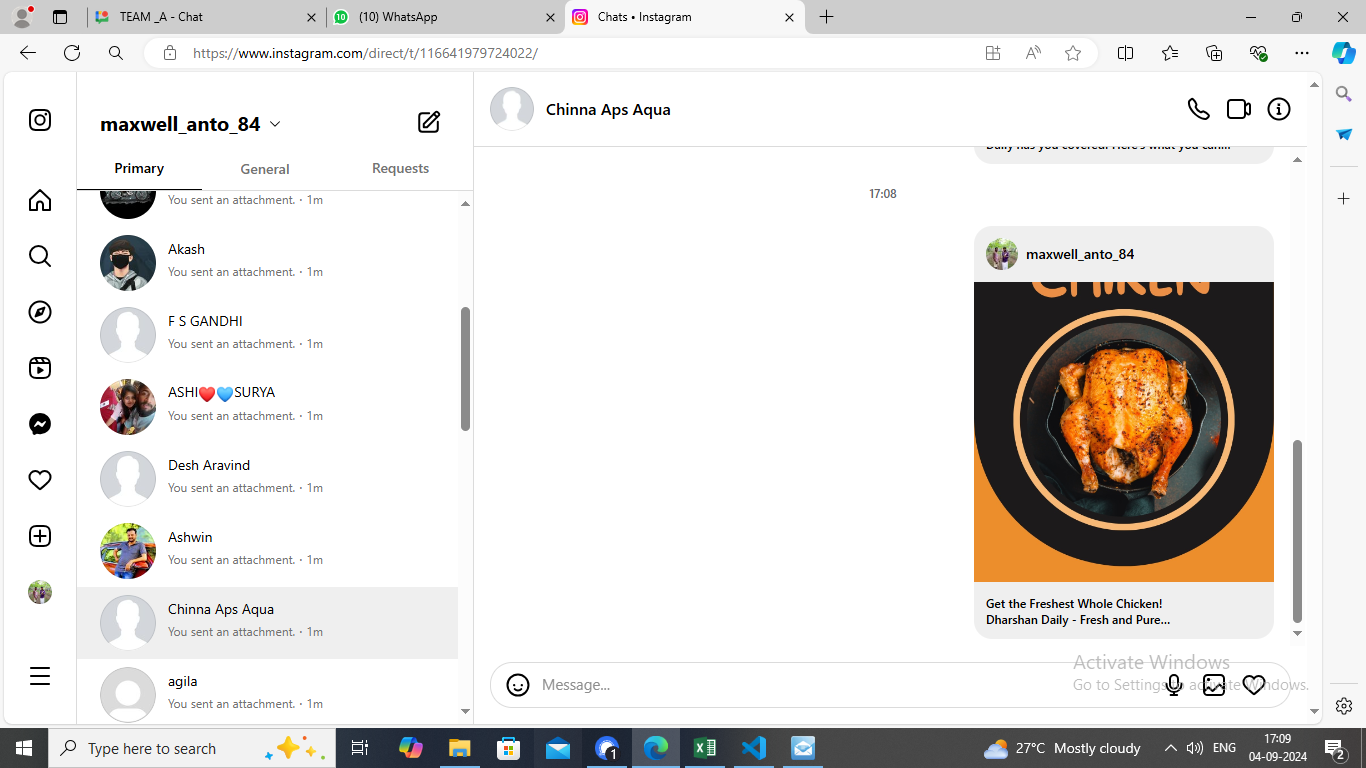 TEAM _A - Chat
(10) WhatsApp
Chats • Instagram
https://www.instagram.com/direct/t/116641979724022/
maxwell_anto_84
Primary
General
Requests
You sent an attachment. · 1m
Akash
You sent an attachment. · 1m
F S GANDHI
You sent an attachment. · 1m
ASHI❤️🩵SURYA
You sent an attachment. · 1m
Desh Aravind
You sent an attachment. · 1m
Ashwin
You sent an attachment. · 1m
Chinna Aps Aqua
You sent an attachment. · 1m
agila
You sent an attachment. · 1m
Chinna Aps Aqua
Daily has you covered! Here's what you can...
17:08
maxwell_anto_84
CHIKEN
Get the Freshest Whole Chicken!
Dharshan Daily - Fresh and Pure...
Message...
Activate Windows
Go to Settings to activate Windows.
Type here to search
27°C Mostly cloudy
ENG
17:09
04-09-2024
2